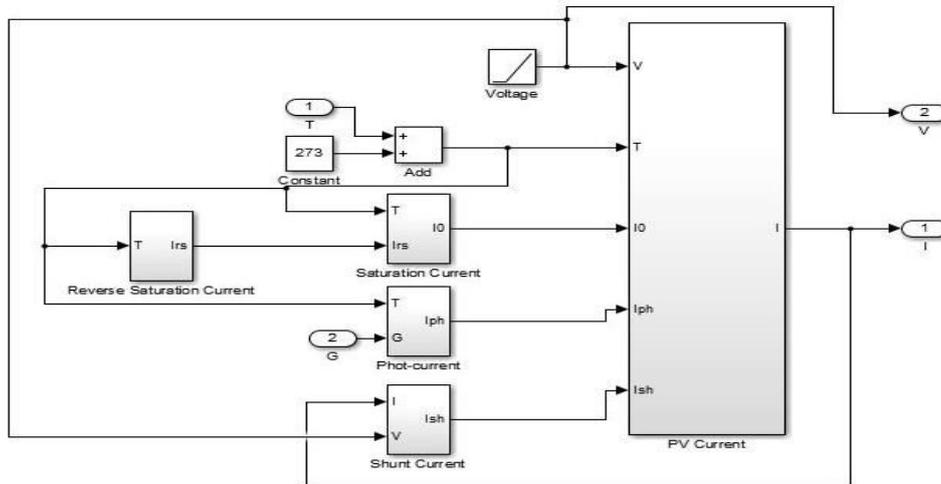 V
Voltage
2
V
1
T
273
Constant
+
+
Add
T
T
Irs
I0
Saturation Current
I0
I
1
I
T
Irs
Reverse Saturation Current
T
G
Iph
Phot-current
Iph
2
G
I
V
Ish
Shunt Current
Ish
PV Current